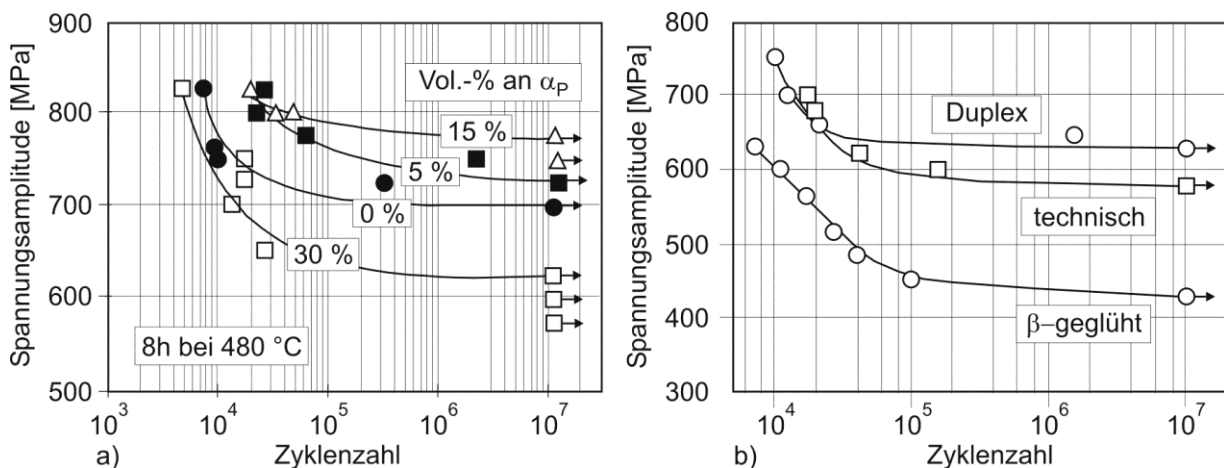 900
800
700
600
500
Spannungsamplitude [MPa]
Vol.-% an αP
15 %
5 %
0 %
30 %
8h bei 480 °C
10³
10⁴
10⁵
10⁶
10⁷
a)
Zyklenzahl
800
700
600
500
400
300
Spannungsamplitude [MPa]
Duplex
technisch
β–geglüht
10⁴
10⁵
10⁶
10⁷
b)
Zyklenzahl